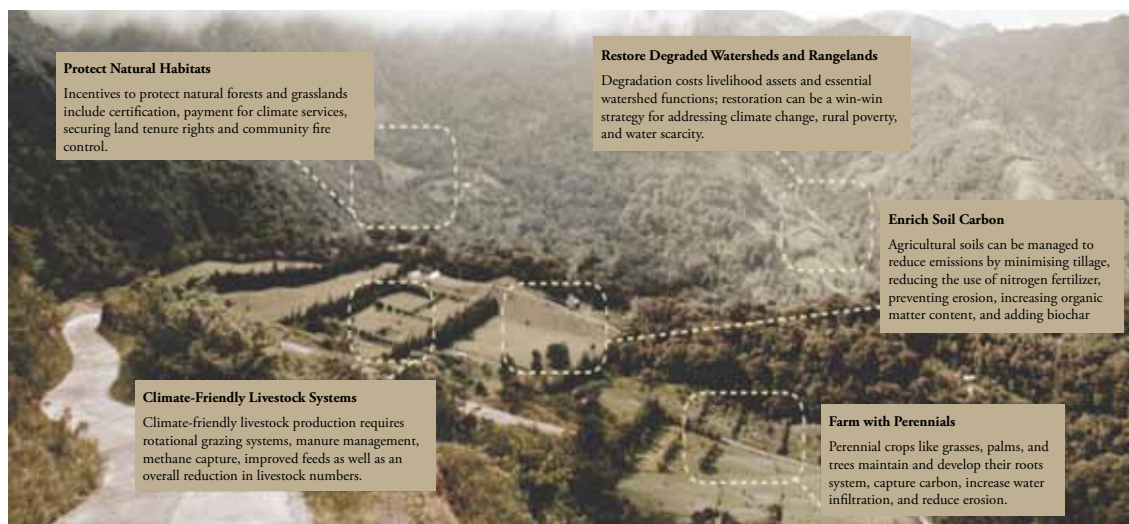 Protect Natural Habitats
Incentives to protect natural forests and grasslands
include certification, payment for climate services,
securing land tenure rights and community fire
control.
Restore Degraded Watersheds and Rangelands
Degradation costs livelihood assets and essential
watershed functions; restoration can be a win-win
strategy for addressing climate change, rural poverty,
and water scarcity.
Enrich Soil Carbon
Agricultural soils can be managed to
reduce emissions by minimising tillage,
reducing the use of nitrogen fertilizer,
preventing erosion, increasing organic
matter content, and adding biochar
Climate-Friendly Livestock Systems
Climate-friendly livestock production requires
rotational grazing systems, manure management,
methane capture, improved feeds as well as an
overall reduction in livestock numbers.
Farm with Perennials
Perennial crops like grasses, palms, and
trees maintain and develop their roots
system, capture carbon, increase water
infiltration, and reduce erosion.